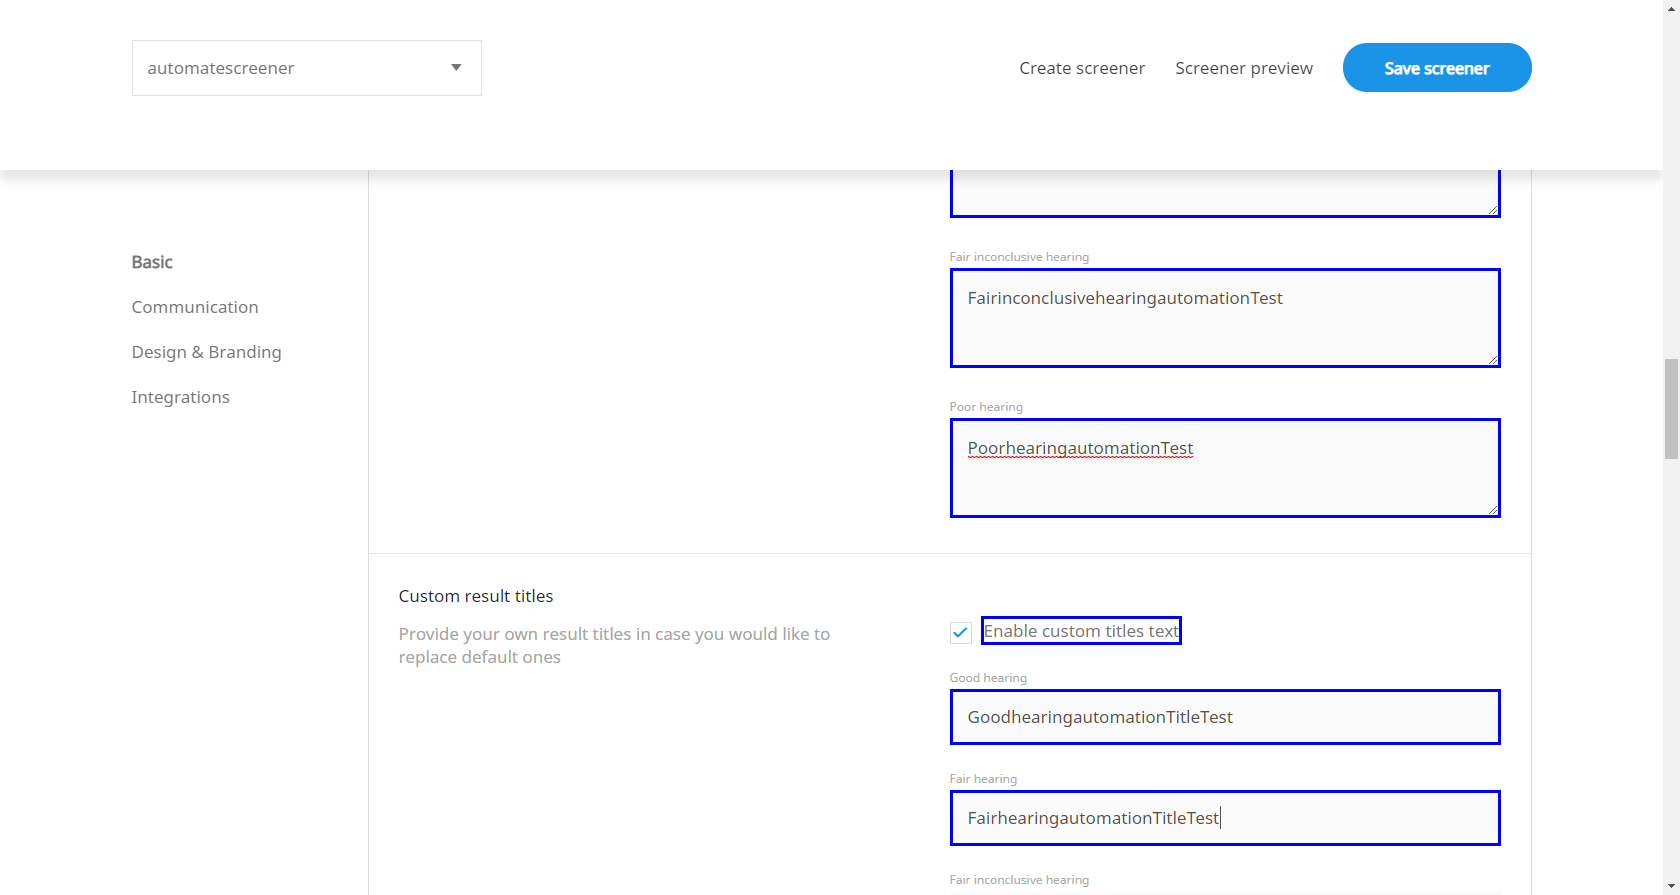 automatescreener
Create screener
Screener preview
Save screener
Basic
Communication
Design & Branding
Integrations
Fair inconclusive hearing
FairinconclusivehearingautomationTest
Poor hearing
PoorhearingautomationTest
Custom result titles
Provide your own result titles in case you would like to
replace default ones
Enable custom titles text
Good hearing
GoodhearingautomationTitleTest
Fair hearing
FairhearingautomationTitleTest
Fair inconclusive hearing